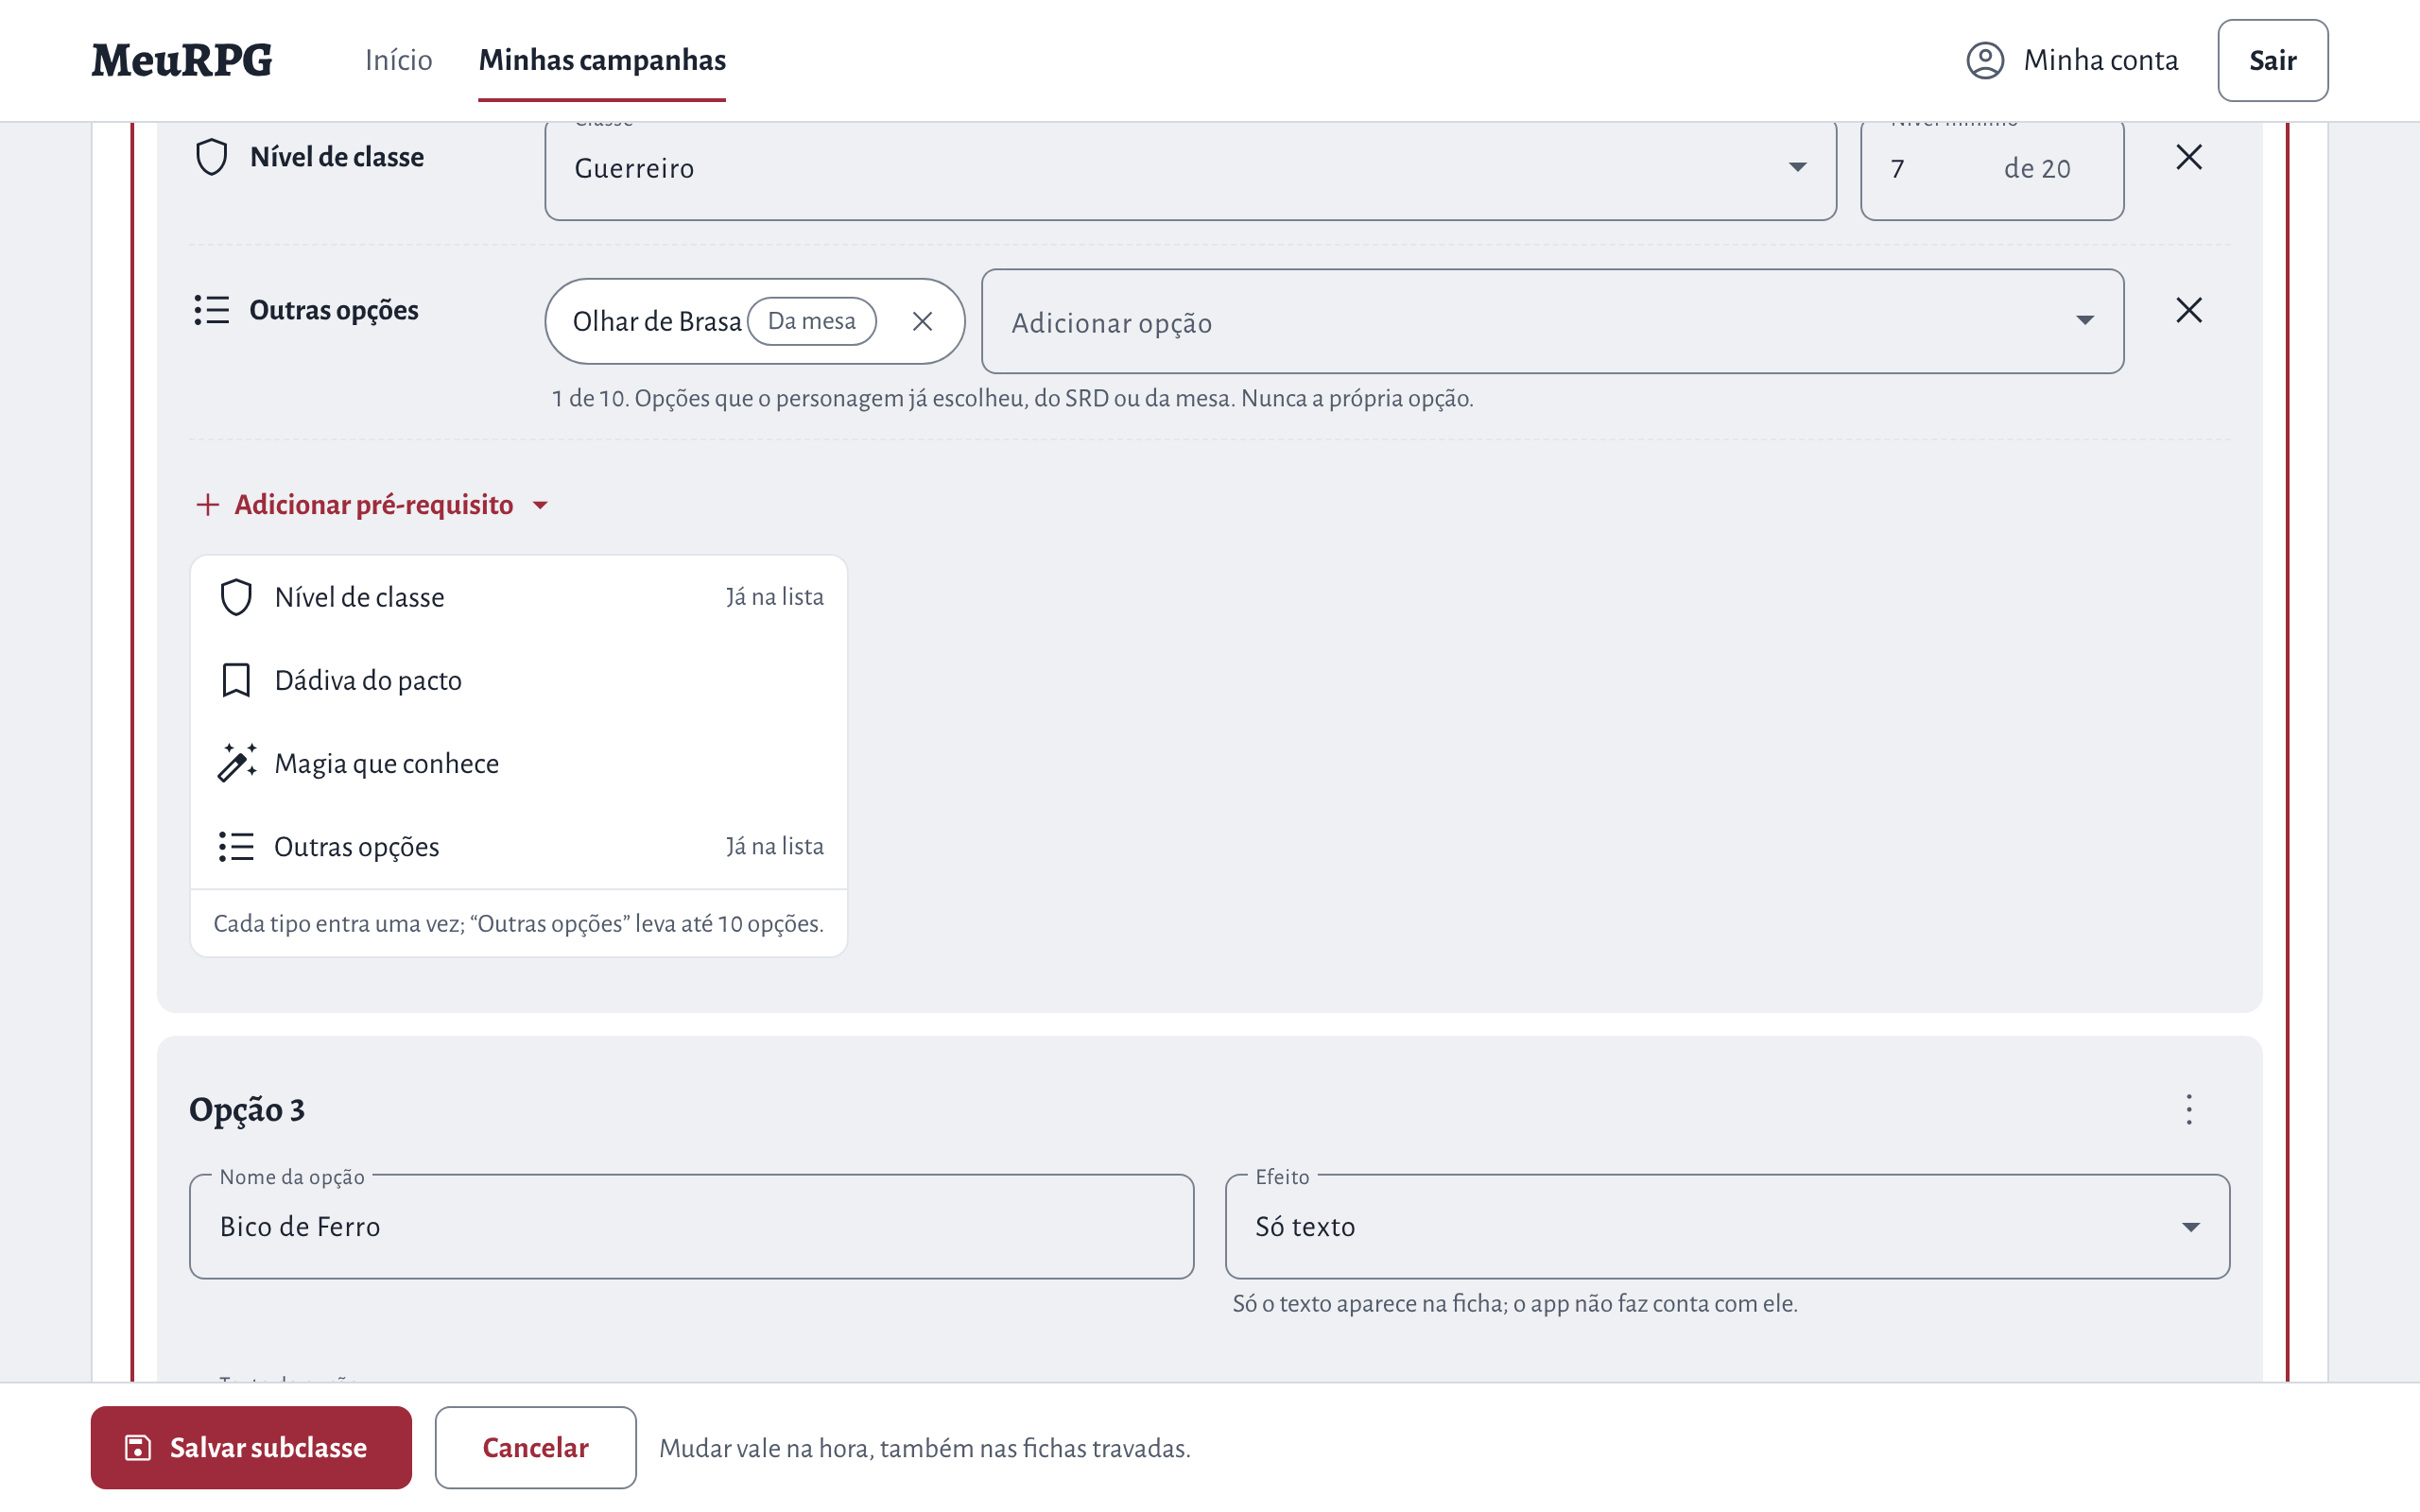 MeuRPG
Início
Minhas campanhas
Minha conta
Sair
Nível de classe
Guerreiro
7
de 20
Outras opções
Olhar de Brasa
Da mesa
Adicionar opção
1 de 10. Opções que o personagem já escolheu, do SRD ou da mesa. Nunca a própria opção.
Adicionar pré-requisito
Nível de classe
Já na lista
Dádiva do pacto
Magia que conhece
Outras opções
Já na lista
Cada tipo entra uma vez; “Outras opções” leva até 10 opções.
Opção 3
Nome da opção
Bico de Ferro
Efeito
Só texto
Só o texto aparece na ficha; o app não faz conta com ele.
Salvar subclasse
Cancelar
Mudar vale na hora, também nas fichas travadas.